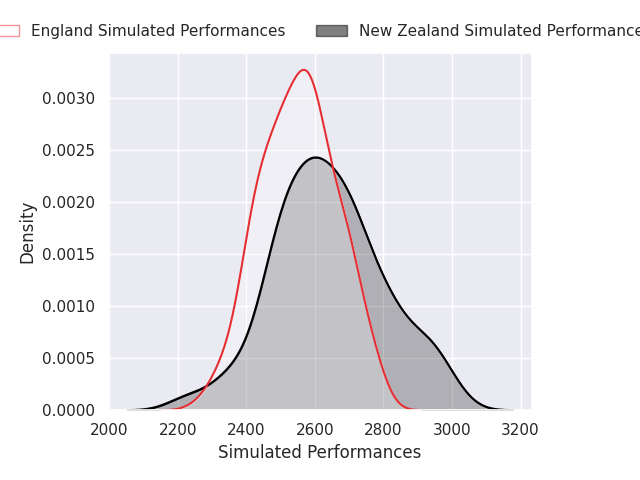 England Simulated Performances New Zealand Simulated Performance
0.0030
0.0025
0.0020
0.0015
0.0010
0.0005
0.0000
Density
2000 2200 2400 2600 2800 3000 3200
Simulated Performances